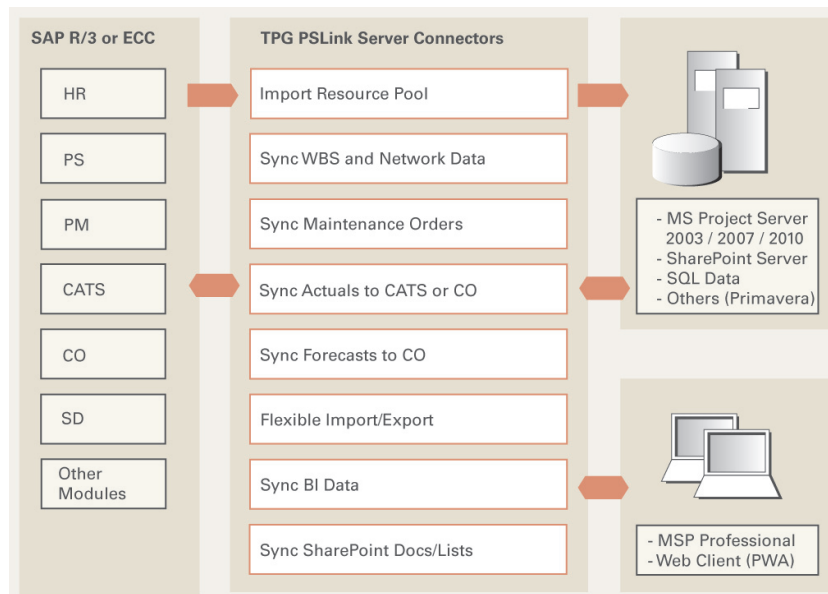 SAP R/3 or ECC
HR
PS
PM
CATS
CO
SD
Other
Modules
TPG PSLink Server Connectors
Import Resource Pool
Sync WBS and Network Data
Sync Maintenance Orders
Sync Actuals to CATS or CO
Sync Forecasts to CO
Flexible Import/Export
Sync BI Data
Sync SharePoint Docs/Lists
- MS Project Server
2003 / 2007 / 2010
- SharePoint Server
- SQL Data
- Others (Primavera)
- MSP Professional
- Web Client (PWA)